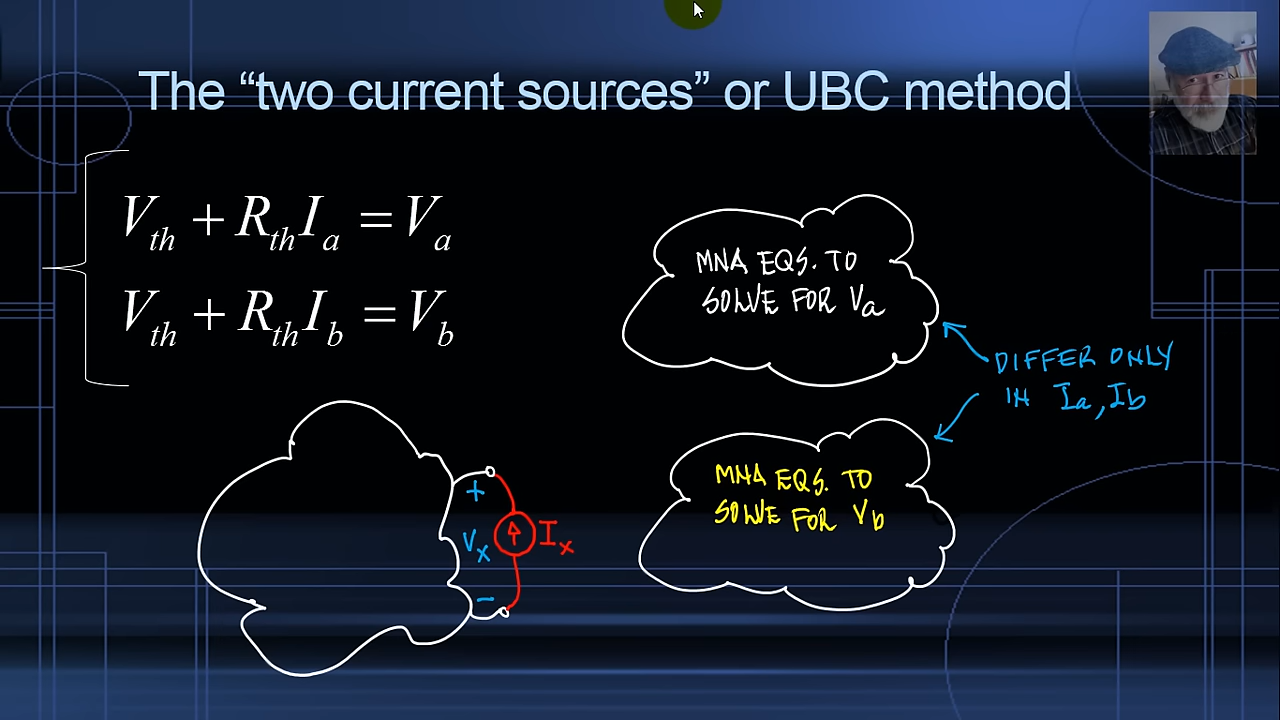 The “two current sources” or UBC method
V_th + R_th I_a = V_a
V_th + R_th I_b = V_b
MNA EQS. TO
SOLVE FOR Va
DIFFER ONLY
IN Ia, Ib
MNA EQS. TO
SOLVE FOR Vb
+
Vx
Ix
−